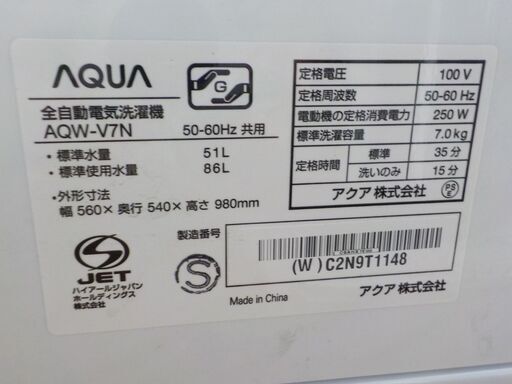 AQUA
G
全自動電気洗濯機
AQW-V7N
50-60Hz 共用
・標準水量 51L
・標準使用水量 86L
・外形寸法
幅 560×奥行 540×高さ 980mm
定格電圧 100 V
定格周波数 50-60 Hz
電動機の定格消費電力 250 W
標準洗濯容量 7.0kg
定格時間 標準 35 分
洗いのみ 15 分
アクア 株式会社
PS
E
S
JET
ハイアールジャパン
ホールディングス
株式会社
製造番号
S
(W) C2N9T1148
Made in China
アクア 株式会社